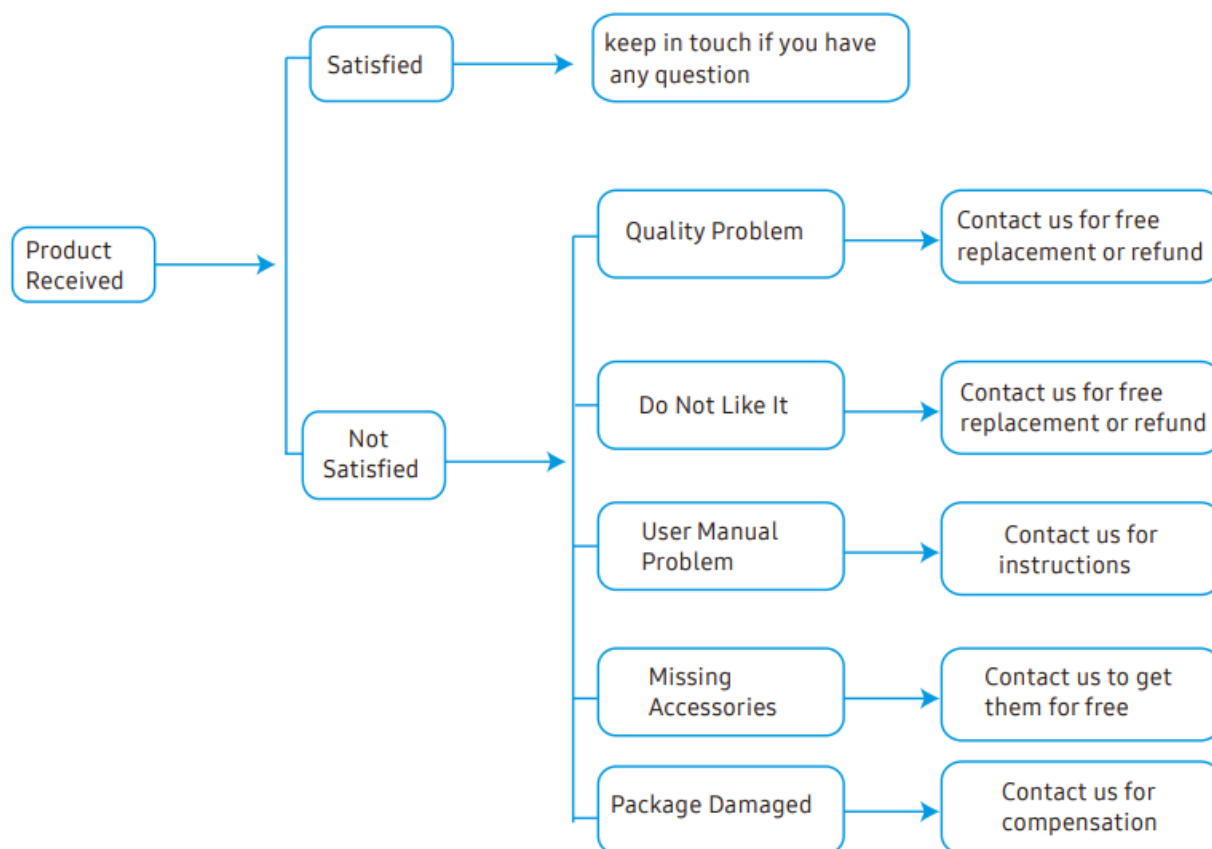 Satisfied
keep in touch if you have
any question
Product
Received
Quality Problem
Contact us for free
replacement or refund
Do Not Like It
Contact us for free
replacement or refund
Not
Satisfied
User Manual
Problem
Contact us for
instructions
Missing
Accessories
Contact us to get
them for free
Package Damaged
Contact us for
compensation